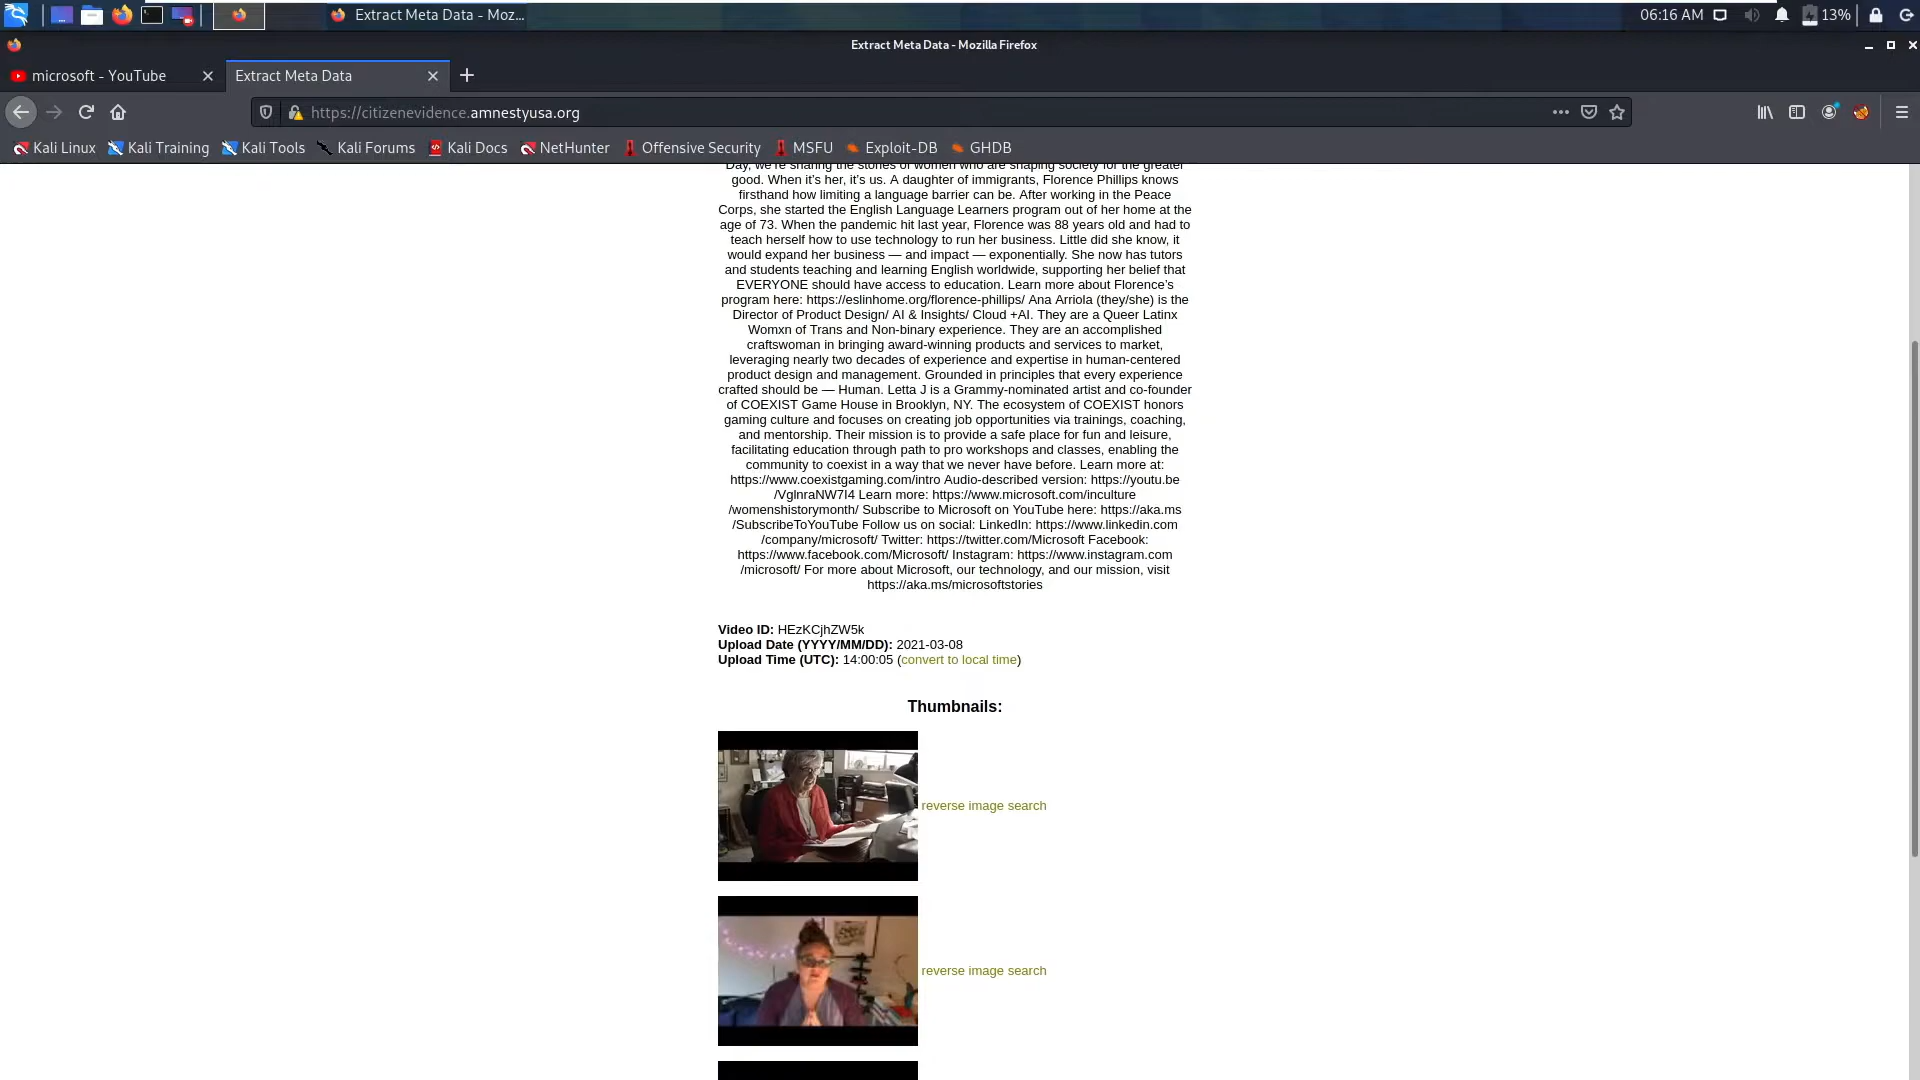 Extract Meta Data - Moz...
06:16 AM
13%
Extract Meta Data - Mozilla Firefox
microsoft - YouTube
Extract Meta Data
https://citizenevidence.amnestyusa.org
Kali Linux
Kali Training
Kali Tools
Kali Forums
Kali Docs
NetHunter
Offensive Security
MSFU
Exploit-DB
GHDB
Day, we're sharing the stories of women who are shaping society for the greater
good. When it's her, it's us. A daughter of immigrants, Florence Phillips knows
firsthand how limiting a language barrier can be. After working in the Peace
Corps, she started the English Language Learners program out of her home at the
age of 73. When the pandemic hit last year, Florence was 88 years old and had to
teach herself how to use technology to run her business. Little did she know, it
would expand her business — and impact — exponentially. She now has tutors
and students teaching and learning English worldwide, supporting her belief that
EVERYONE should have access to education. Learn more about Florence's
program here: https://eslinhome.org/florence-phillips/ Ana Arriola (they/she) is the
Director of Product Design/ AI & Insights/ Cloud +AI. They are a Queer Latinx
Womxn of Trans and Non-binary experience. They are an accomplished
craftswoman in bringing award-winning products and services to market,
leveraging nearly two decades of experience and expertise in human-centered
product design and management. Grounded in principles that every experience
crafted should be — Human. Letta J is a Grammy-nominated artist and co-founder
of COEXIST Game House in Brooklyn, NY. The ecosystem of COEXIST honors
gaming culture and focuses on creating job opportunities via trainings, coaching,
and mentorship. Their mission is to provide a safe place for fun and leisure,
facilitating education through path to pro workshops and classes, enabling the
community to coexist in a way that we never have before. Learn more at:
https://www.coexistgaming.com/intro Audio-described version: https://youtu.be
/VglnraNW7I4 Learn more: https://www.microsoft.com/inculture
/womenshistorymonth/ Subscribe to Microsoft on YouTube here: https://aka.ms
/SubscribeToYouTube Follow us on social: LinkedIn: https://www.linkedin.com
/company/microsoft/ Twitter: https://twitter.com/Microsoft Facebook:
https://www.facebook.com/Microsoft/ Instagram: https://www.instagram.com
/microsoft/ For more about Microsoft, our technology, and our mission, visit
https://aka.ms/microsoftstories
Video ID: HEzKCjhZW5k
Upload Date (YYYY/MM/DD): 2021-03-08
Upload Time (UTC): 14:00:05 (convert to local time)
Thumbnails:
reverse image search
reverse image search